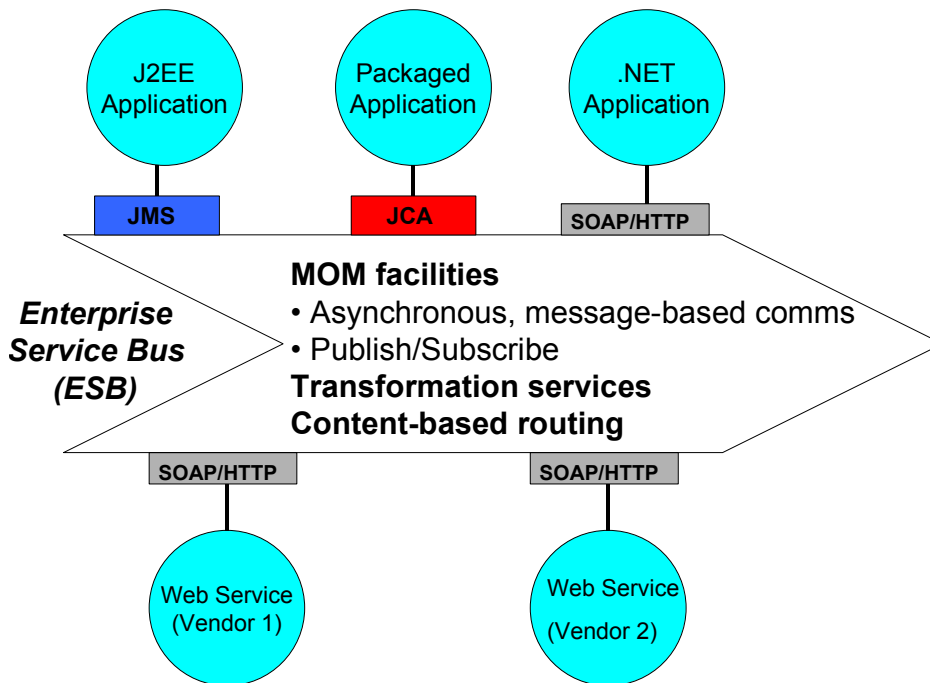 J2EE
Application
Packaged
Application
.NET
Application
JMS
JCA
SOAP/HTTP
Enterprise
Service Bus
(ESB)
MOM facilities
• Asynchronous, message-based comms
• Publish/Subscribe
Transformation services
Content-based routing
SOAP/HTTP
SOAP/HTTP
Web Service
(Vendor 1)
Web Service
(Vendor 2)